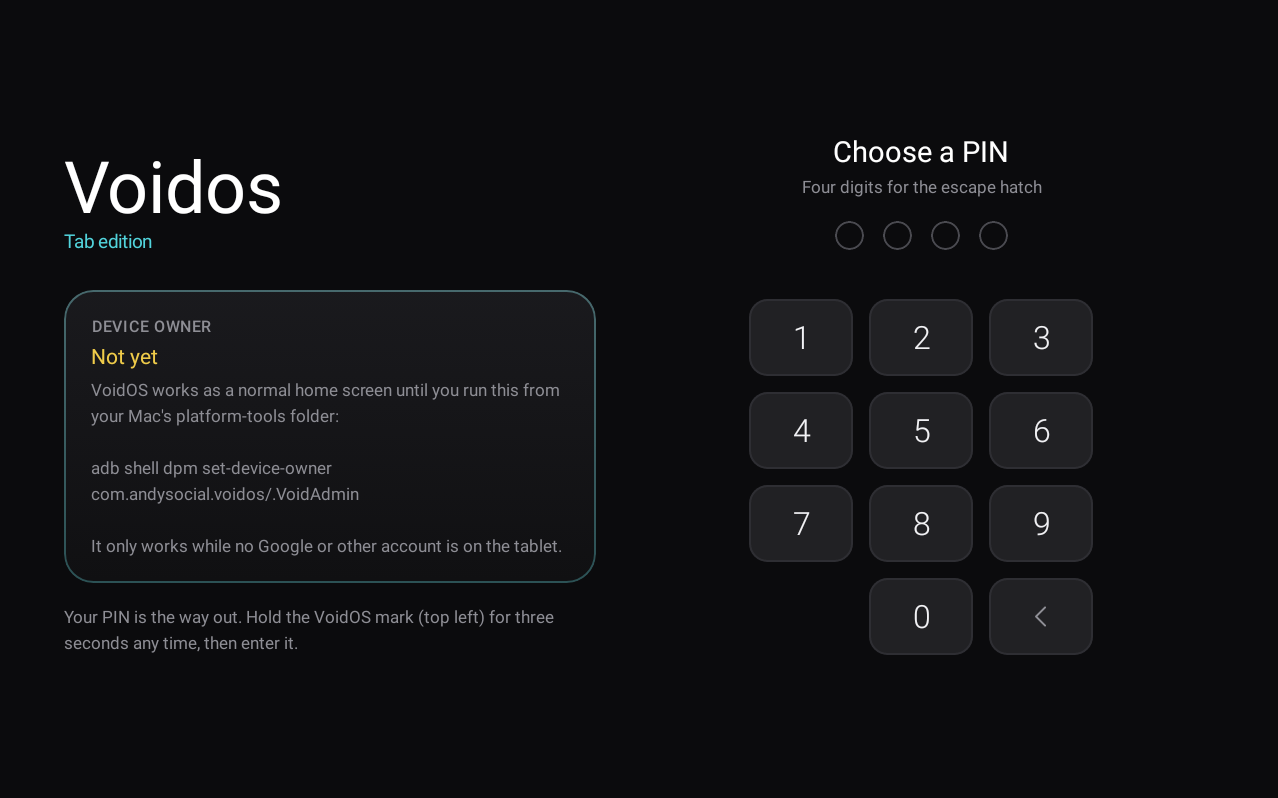 Voidos
Tab edition
DEVICE OWNER
Not yet
VoidOS works as a normal home screen until you run this from
your Mac's platform-tools folder:
adb shell dpm set-device-owner
com.andysocial.voidos/.VoidAdmin
It only works while no Google or other account is on the tablet.
Your PIN is the way out. Hold the VoidOS mark (top left) for three
seconds any time, then enter it.
Choose a PIN
Four digits for the escape hatch
1 2 3
4 5 6
7 8 9
0